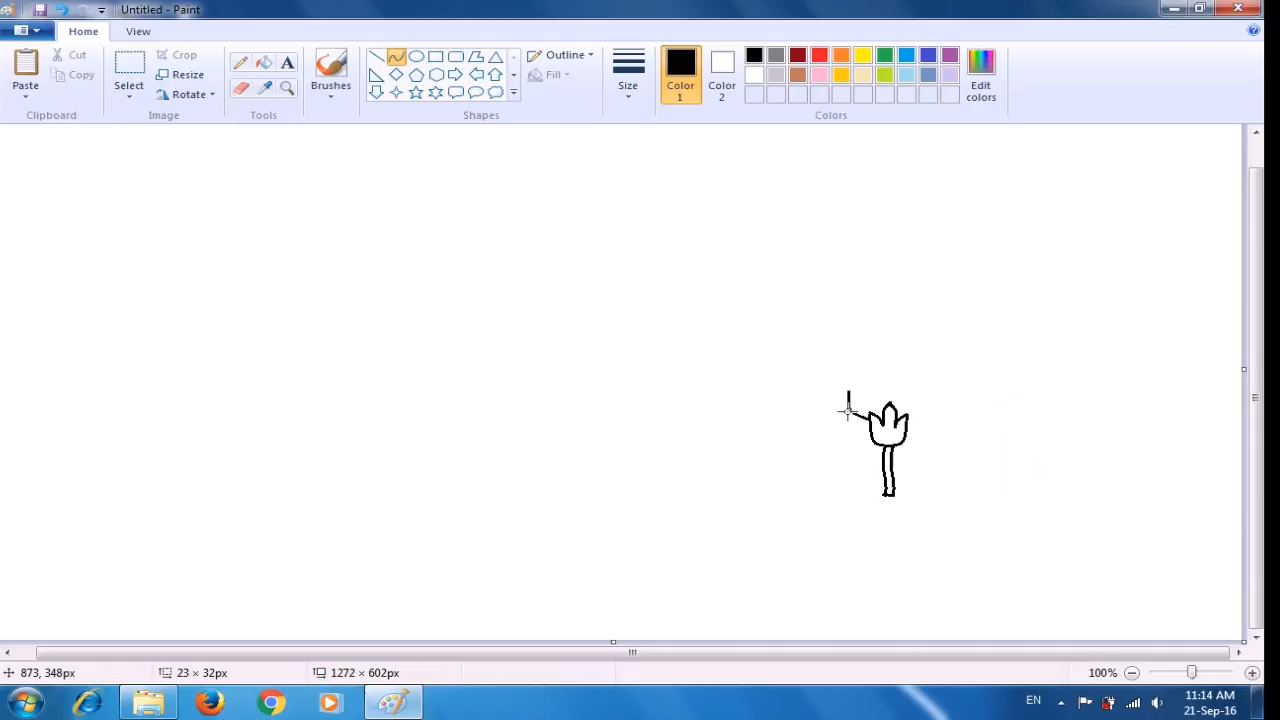 Untitled - Paint
Home View
Paste
Cut
Copy
Clipboard
Select
Crop
Resize
Rotate
Image
A
Tools
Brushes
Shapes
Outline
Fill
Size
Color 1
Color 2
Edit colors
Colors
873, 348px 23 × 32px 1272 × 602px 100%
EN 11:14 AM
21-Sep-16